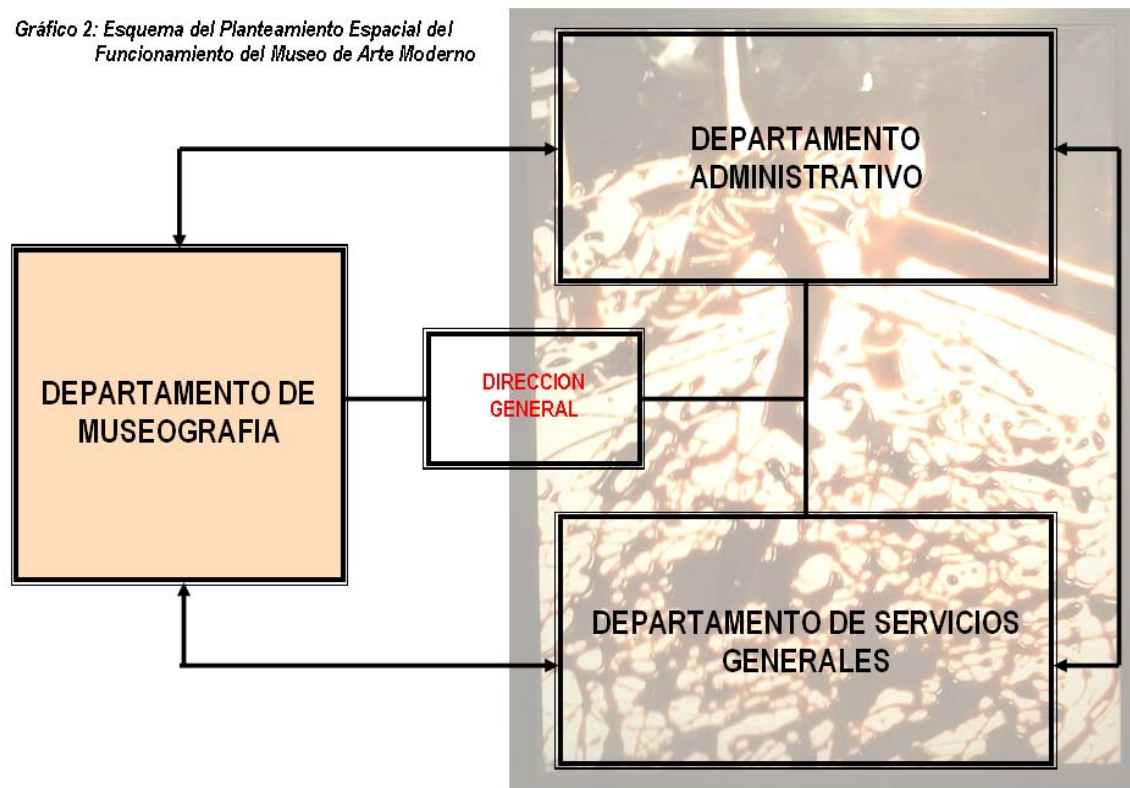 Gráfico 2: Esquema del Planteamiento Espacial del
Funcionamiento del Museo de Arte Moderno
DEPARTAMENTO
ADMINISTRATIVO
DEPARTAMENTO DE
MUSEOGRAFIA
DIRECCION
GENERAL
DEPARTAMENTO DE SERVICIOS
GENERALES